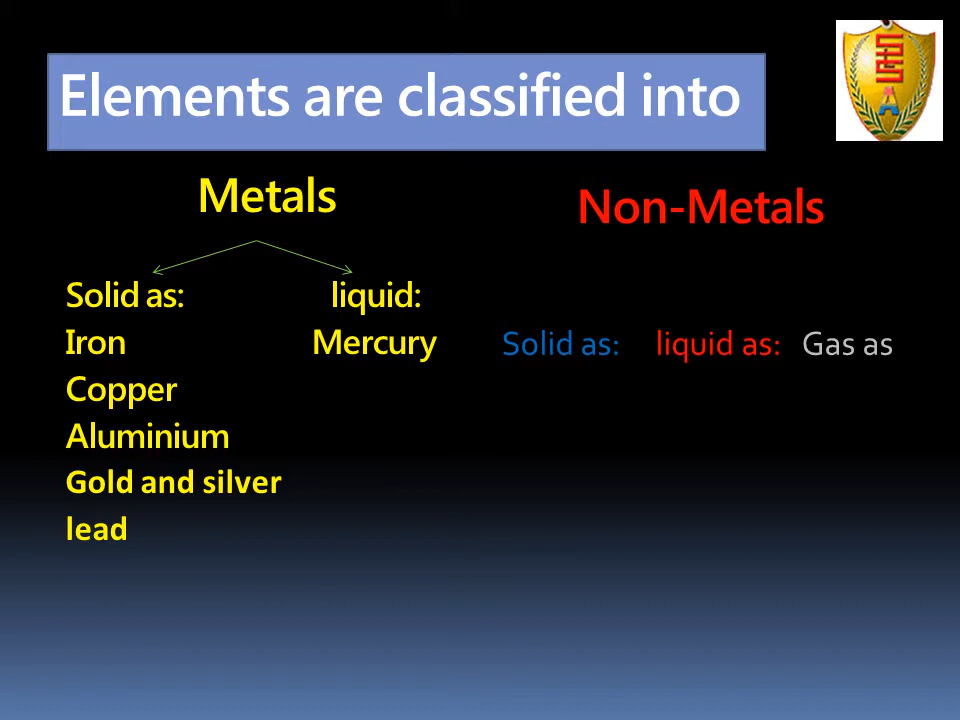 Elements are classified into
Metals
Solid as: liquid:
Iron Mercury
Copper
Aluminium
Gold and silver
lead
Non-Metals
Solid as: liquid as: Gas as